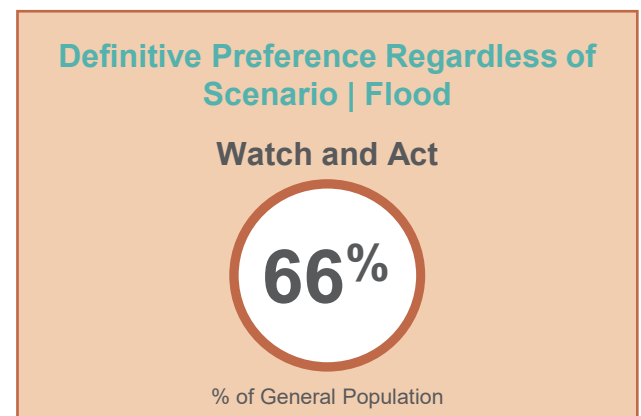 Definitive Preference Regardless of
Scenario | Flood
Watch and Act
66%
% of General Population